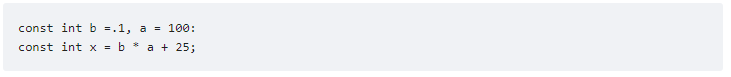 const int b =.1, a = 100:
const int x = b * a + 25;